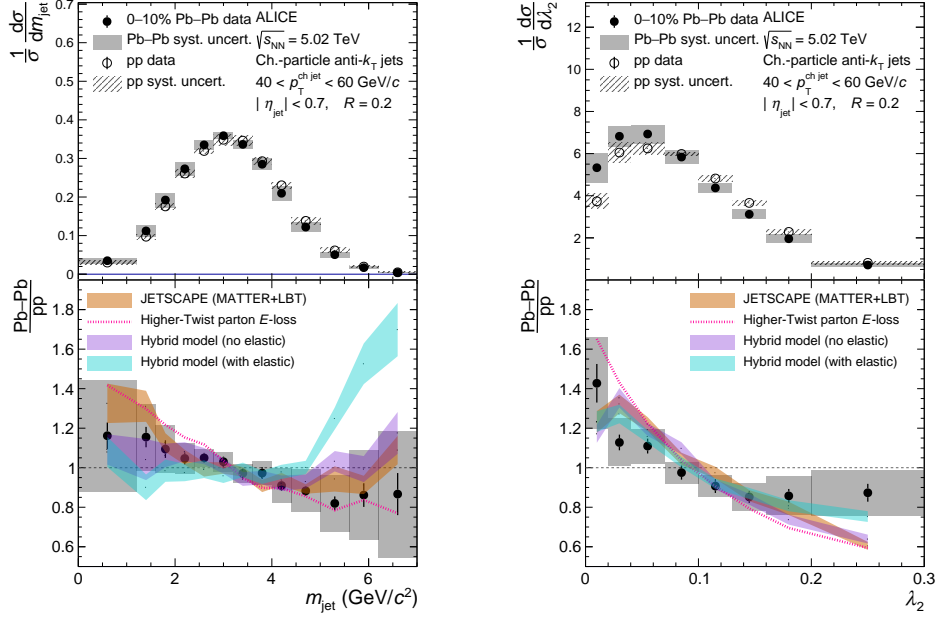 1/σ dσ/dm_jet
0.7
0.6
0.5
0.4
0.3
0.2
0.1
0
0−10% Pb−Pb data ALICE
Pb−Pb syst. uncert. √s_NN = 5.02 TeV
pp data Ch.-particle anti-k_T jets
pp syst. uncert. 40 < p_T^ch jet < 60 GeV/c
| η_jet | < 0.7, R = 0.2
Pb−Pb/pp
1.8
1.6
1.4
1.2
1
0.8
0.6
JETSCAPE (MATTER+LBT)
Higher-Twist parton E-loss
Hybrid model (no elastic)
Hybrid model (with elastic)
0 2 4 6 7
m_jet (GeV/c²)
1/σ dσ/dλ_2
12
10
8
6
4
2
0−10% Pb−Pb data ALICE
Pb−Pb syst. uncert. √s_NN = 5.02 TeV
pp data Ch.-particle anti-k_T jets
pp syst. uncert. 40 < p_T^ch jet < 60 GeV/c
| η_jet | < 0.7, R = 0.2
Pb−Pb/pp
1.8
1.6
1.4
1.2
1
0.8
0.6
JETSCAPE (MATTER+LBT)
Higher-Twist parton E-loss
Hybrid model (no elastic)
Hybrid model (with elastic)
0 0.1 0.2 0.3
λ_2